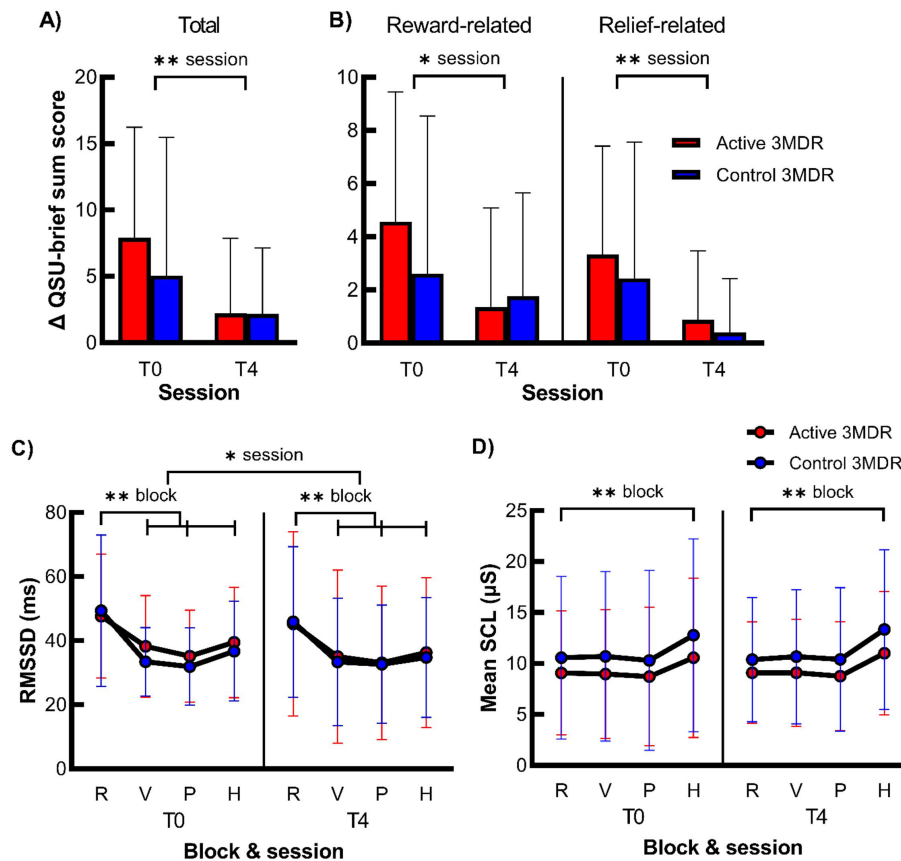 A)
Total
∗∗ session
Δ QSU-brief sum score
20
15
10
5
0
T0 T4
Session
B)
Reward-related Relief-related
∗ session ∗∗ session
10
8
6
4
2
0
Active 3MDR
Control 3MDR
T0 T4 T0 T4
Session
C)
∗ session
∗∗ block ∗∗ block
RMSSD (ms)
80
60
40
20
0
R V P H R V P H
T0 T4
Block & session
D)
Active 3MDR
Control 3MDR
∗∗ block ∗∗ block
Mean SCL (µS)
25
20
15
10
5
0
R V P H R V P H
T0 T4
Block & session